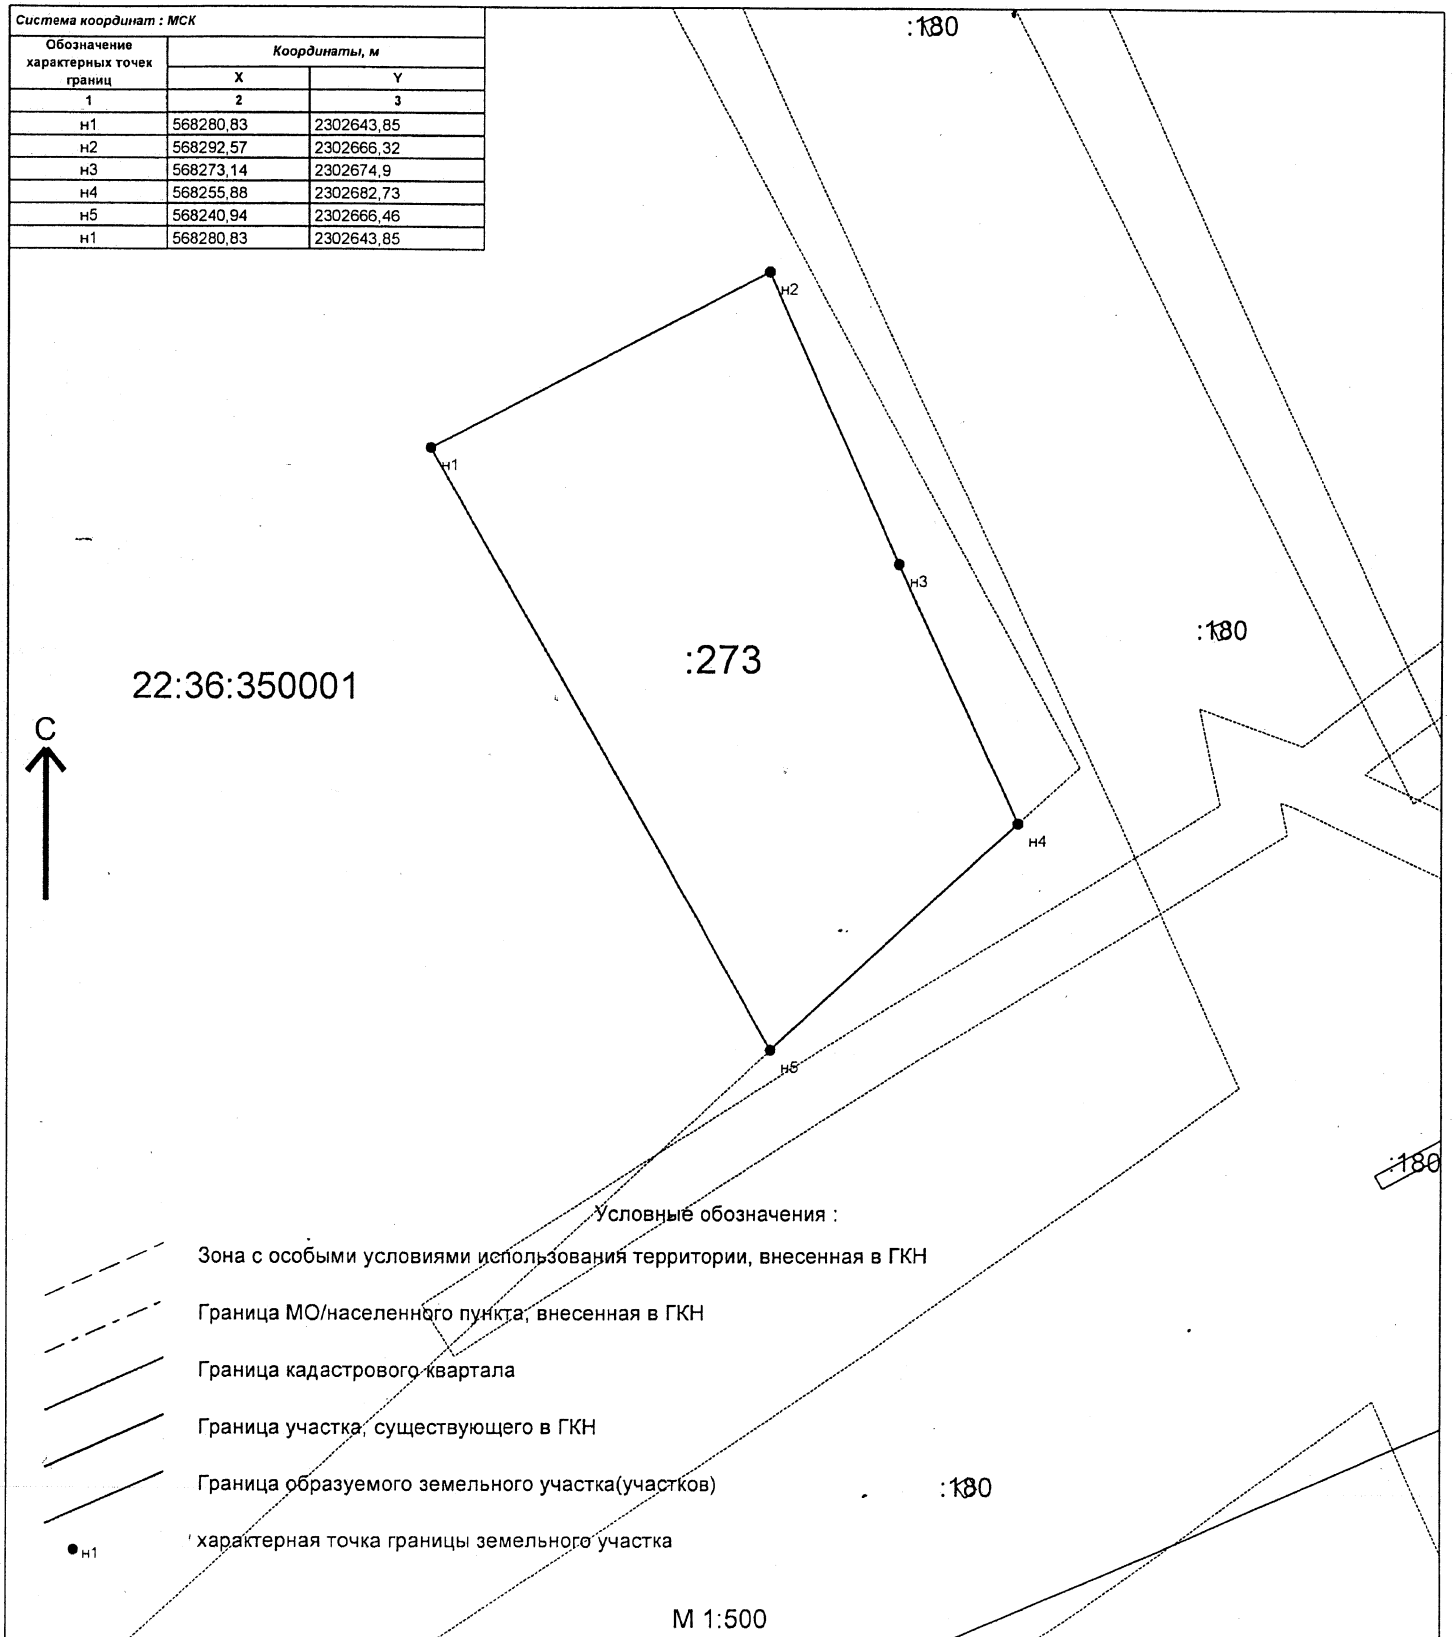 Система координат : МСК
Обозначение характерных точек границ
Координаты, м
X Y
1 2 3
н1 568280,83 2302643,85
н2 568292,57 2302666,32
н3 568273,14 2302674,9
н4 568255,88 2302682,73
н5 568240,94 2302666,46
н1 568280,83 2302643,85
:180
н2
н1
н3
:180
:273
22:36:350001
С
н4
н5
:180
Условные обозначения :
Зона с особыми условиями использования территории, внесенная в ГКН
Граница МО/населенного пункта, внесенная в ГКН
Граница кадастрового квартала
Граница участка, существующего в ГКН
Граница образуемого земельного участка(участков)
:180
н1 характерная точка границы земельного участка
М 1:500